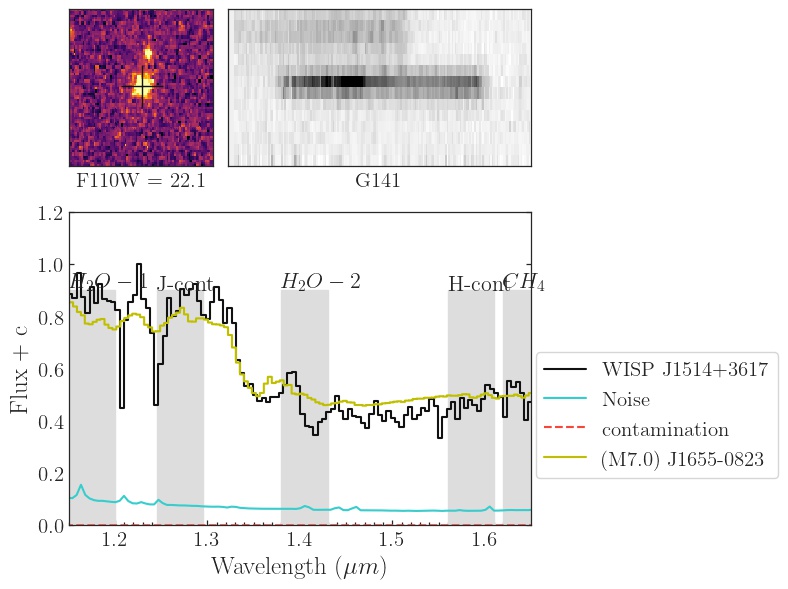 F110W = 22.1
G141
Flux + c
1.2
1.0
0.8
0.6
0.4
0.2
0.0
H₂O − 1
J-cont
H₂O − 2
H-cont
CH₄
1.2
1.3
1.4
1.5
1.6
Wavelength (μm)
WISP J1514+3617
Noise
contamination
(M7.0) J1655-0823